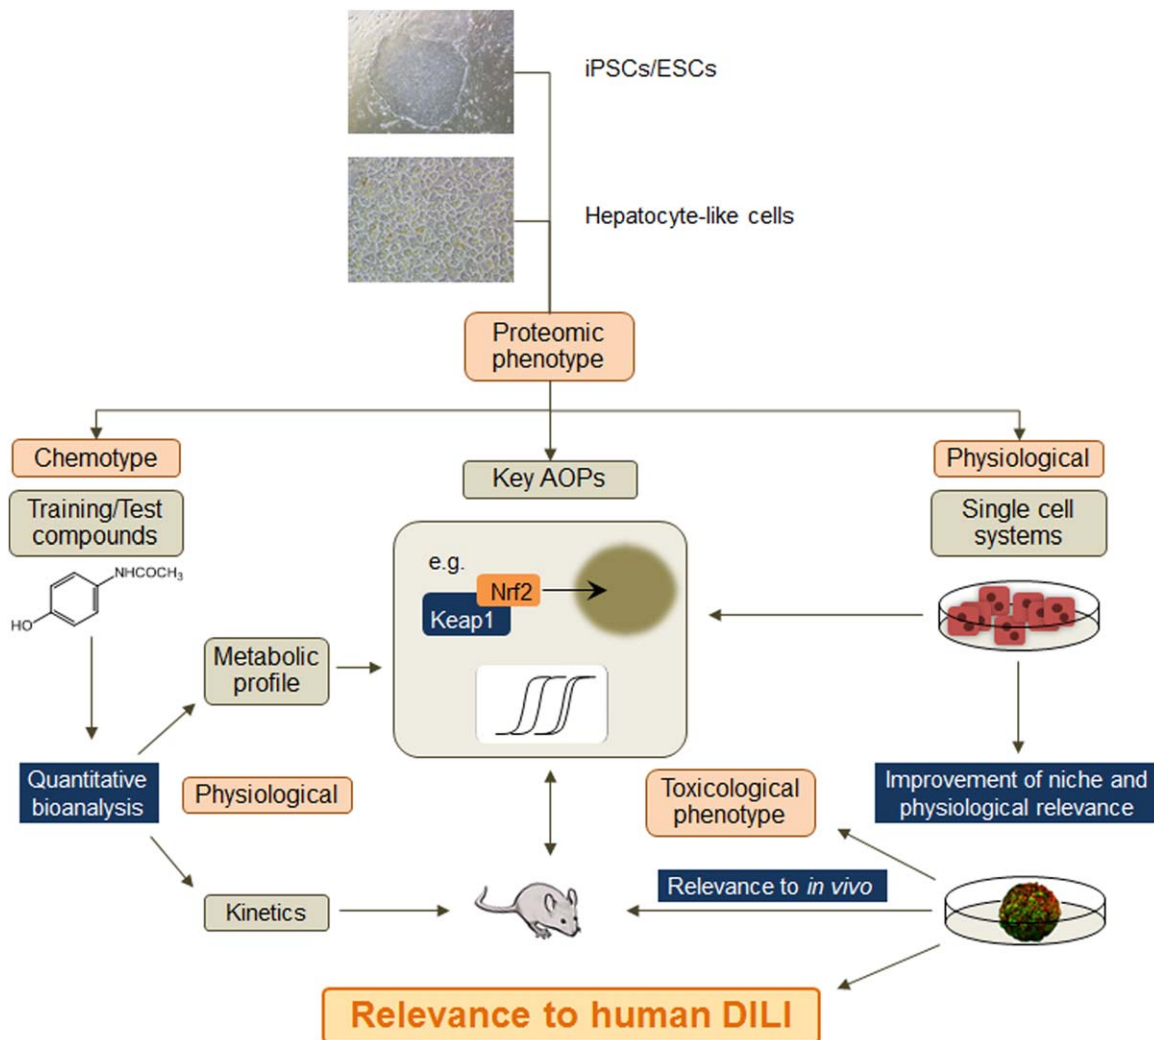 iPSCs/ESCs
Hepatocyte-like cells
Proteomic
phenotype
Chemotype
Key AOPs
Physiological
Training/Test
compounds
Single cell
systems
NHCOCH₃
HO
e.g.
Nrf2
Keap1
Metabolic
profile
Quantitative
bioanalysis
Physiological
Toxicological
phenotype
Improvement of niche and
physiological relevance
Relevance to in vivo
Kinetics
Relevance to human DILI